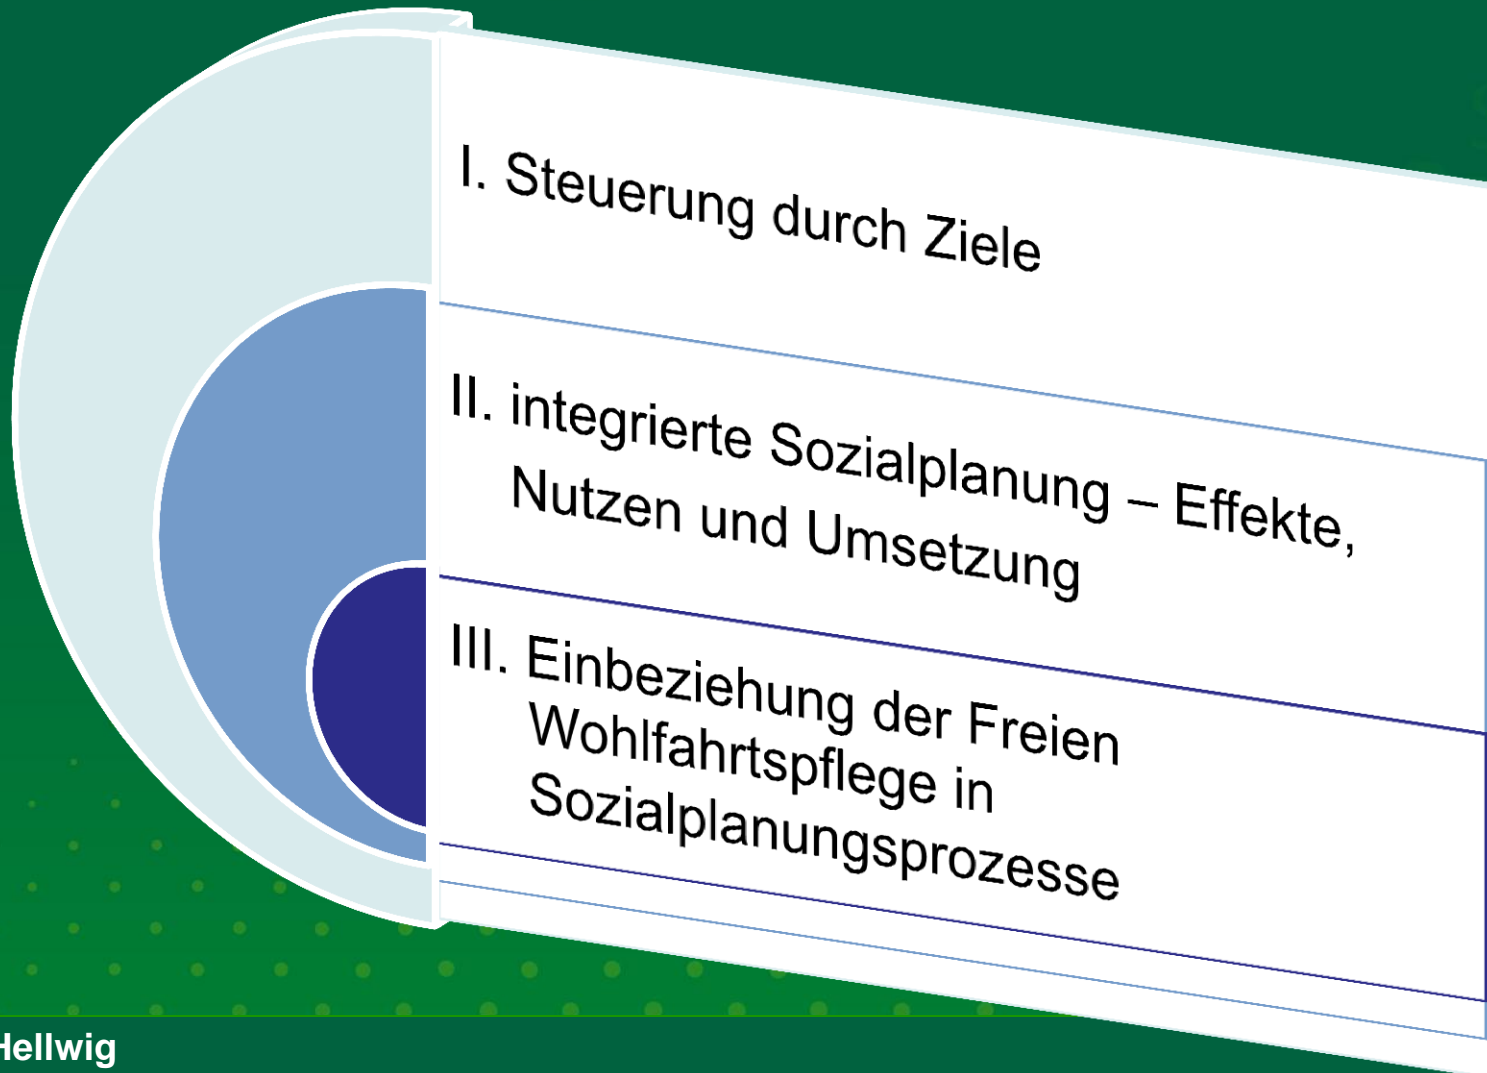 I. Steuerung durch Ziele
II. integrierte Sozialplanung – Effekte,
Nutzen und Umsetzung
III. Einbeziehung der Freien
Wohlfahrtspflege in
Sozialplanungsprozesse
Hellwig